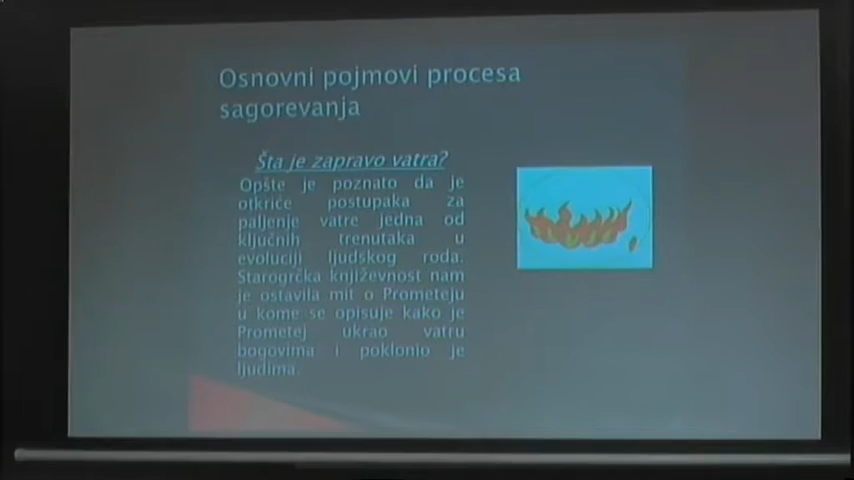 Osnovni pojmovi procesa
sagorevanja
Šta je zapravo vatra?
Opšte je poznato da je
otkriće postupaka za
paljenje vatre jedna od
ključnih trenutaka u
evoluciji ljudskog roda.
Starogrčka književnost nam
je ostavila mit o Prometeju
u kome se opisuje kako je
Prometej ukrao vatru
bogovima i poklonio je
ljudima.